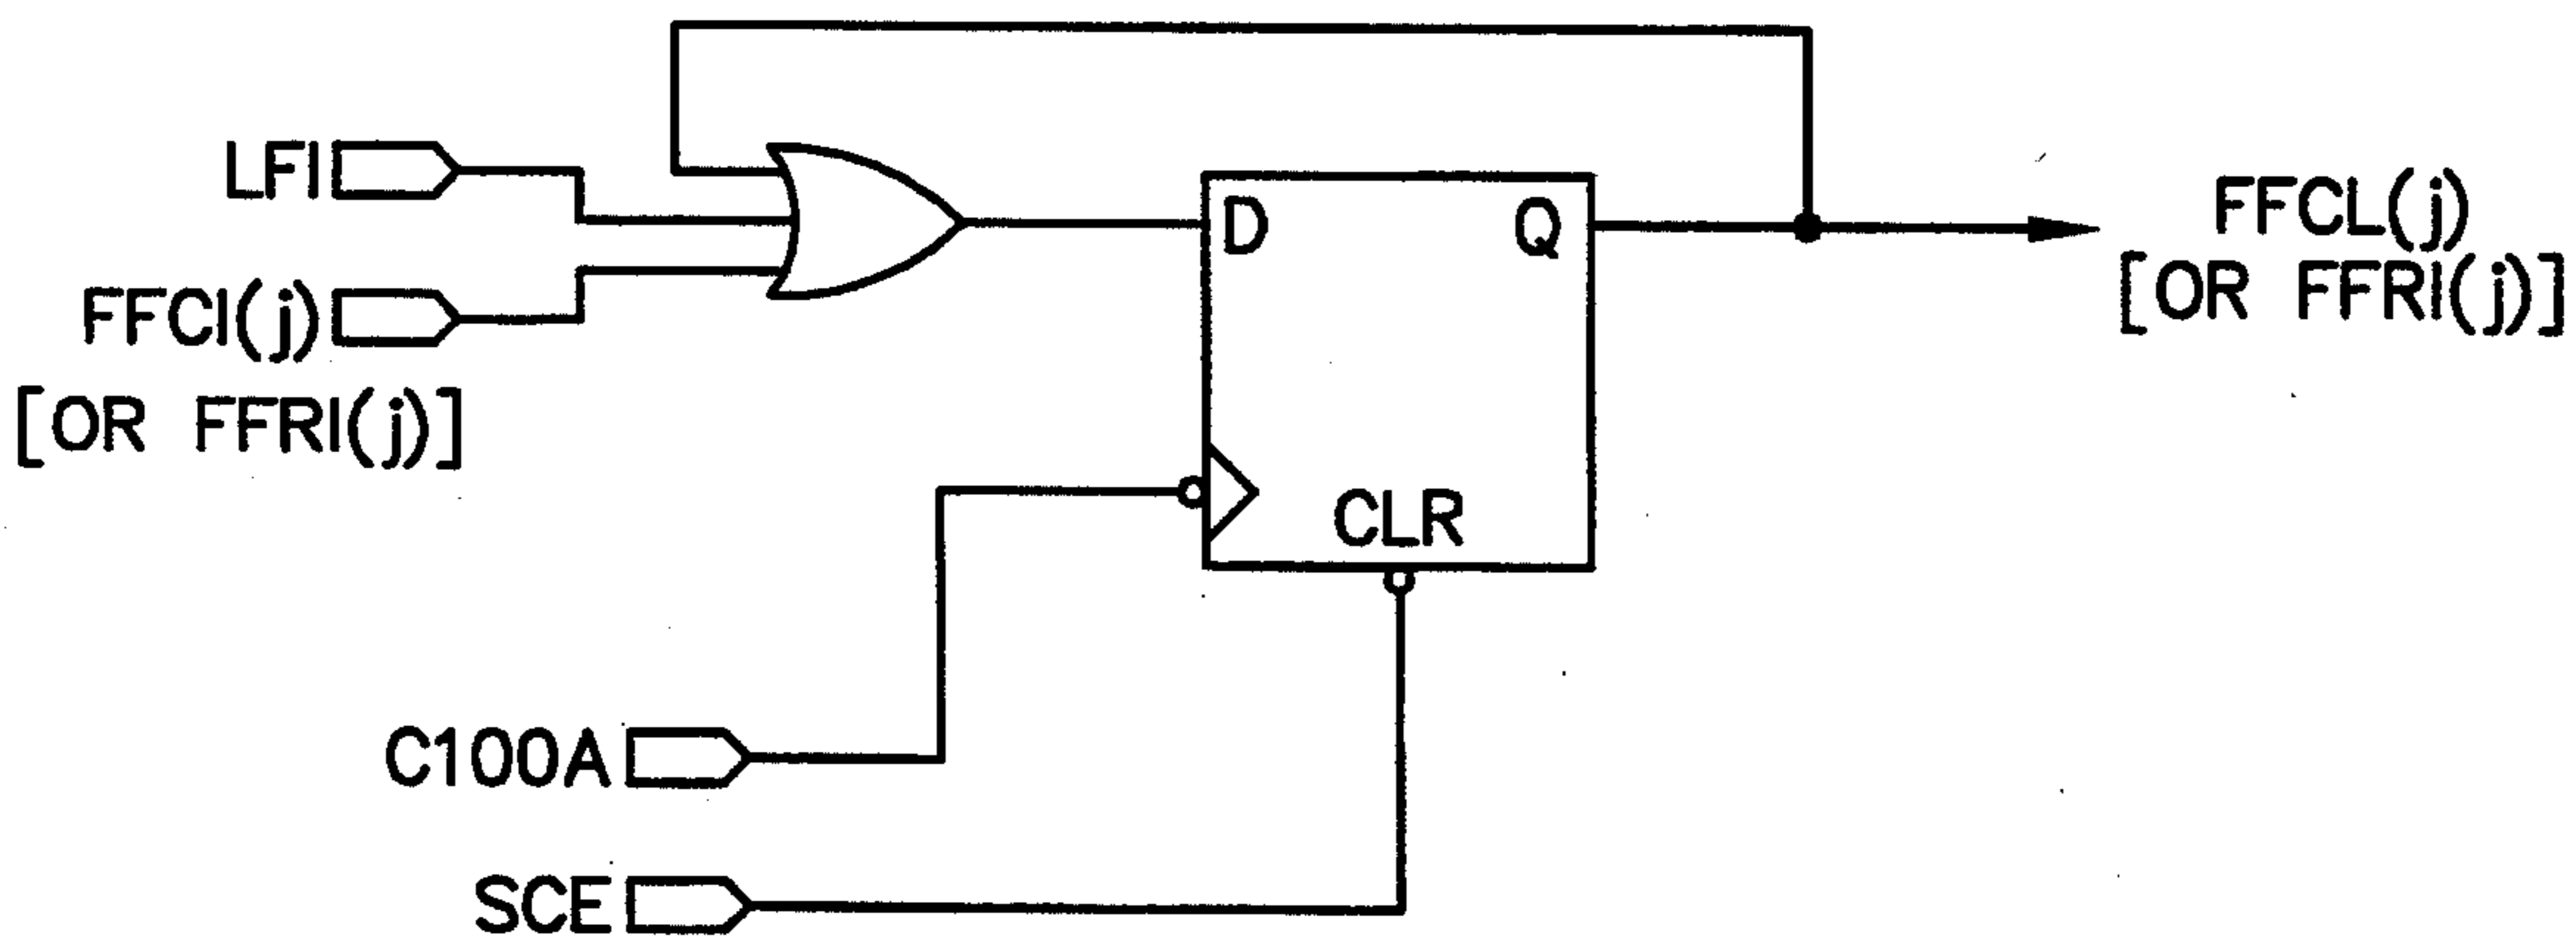 LFI
FFCI(j)
[OR FFRI(j)]
D
Q
CLR
FFCL(j)
[OR FFRI(j)]
C100A
SCE